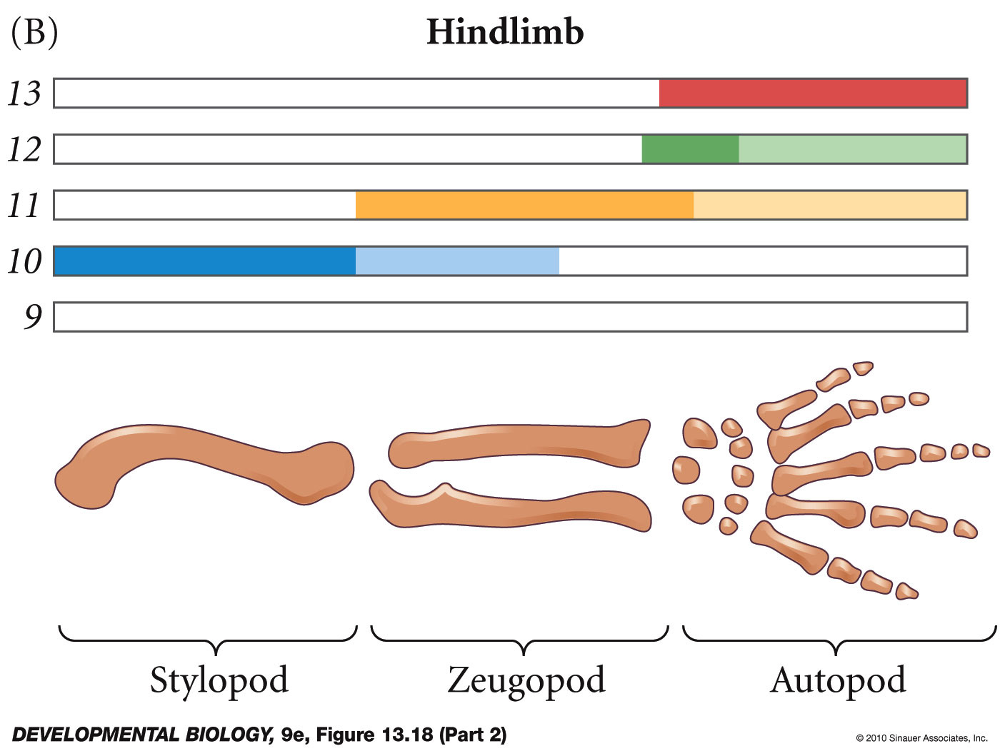 (B)
Hindlimb
13
12
11
10
9
Stylopod
Zeugopod
Autopod
DEVELOPMENTAL BIOLOGY, 9e, Figure 13.18 (Part 2)
© 2010 Sinauer Associates, Inc.